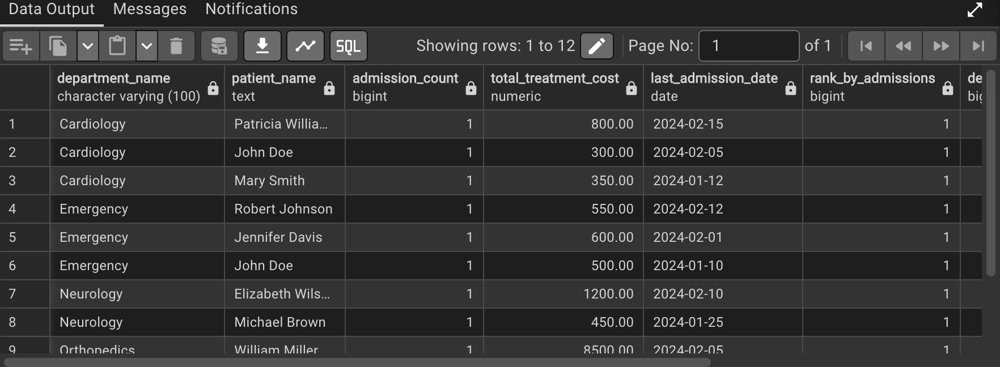 Data Output Messages Notifications
SQL Showing rows: 1 to 12 Page No: 1 of 1
department_name patient_name admission_count total_treatment_cost last_admission_date rank_by_admissions de
character varying (100) text bigint numeric date bigint big
1 Cardiology Patricia Willia... 1 800.00 2024-02-15 1
2 Cardiology John Doe 1 300.00 2024-02-05 1
3 Cardiology Mary Smith 1 350.00 2024-01-12 1
4 Emergency Robert Johnson 1 550.00 2024-02-12 1
5 Emergency Jennifer Davis 1 600.00 2024-02-01 1
6 Emergency John Doe 1 500.00 2024-01-10 1
7 Neurology Elizabeth Wils... 1 1200.00 2024-02-10 1
8 Neurology Michael Brown 1 450.00 2024-01-25 1
9 Orthopedics William Miller 1 8500.00 2024-02-05 1